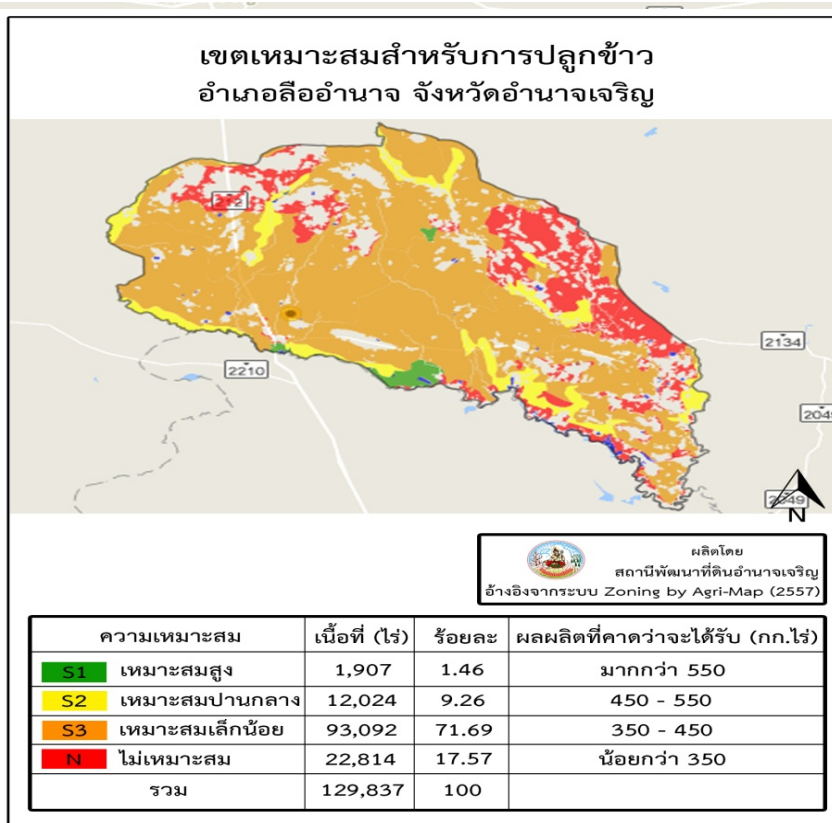 เขตเหมาะสมสำหรับการปลูกข้าว
อำเภอลืออำนาจ จังหวัดอำนาจเจริญ
212
2134
2210
2049
N
ผลิตโดย
สถานีพัฒนาที่ดินอำนาจเจริญ
อ้างอิงจากระบบ Zoning by Agri-Map (2557)
ความเหมาะสม เนื้อที่ (ไร่) ร้อยละ ผลผลิตที่คาดว่าจะได้รับ (กก.ไร่)
S1 เหมาะสมสูง 1,907 1.46 มากกว่า 550
S2 เหมาะสมปานกลาง 12,024 9.26 450 - 550
S3 เหมาะสมเล็กน้อย 93,092 71.69 350 - 450
N ไม่เหมาะสม 22,814 17.57 น้อยกว่า 350
รวม 129,837 100